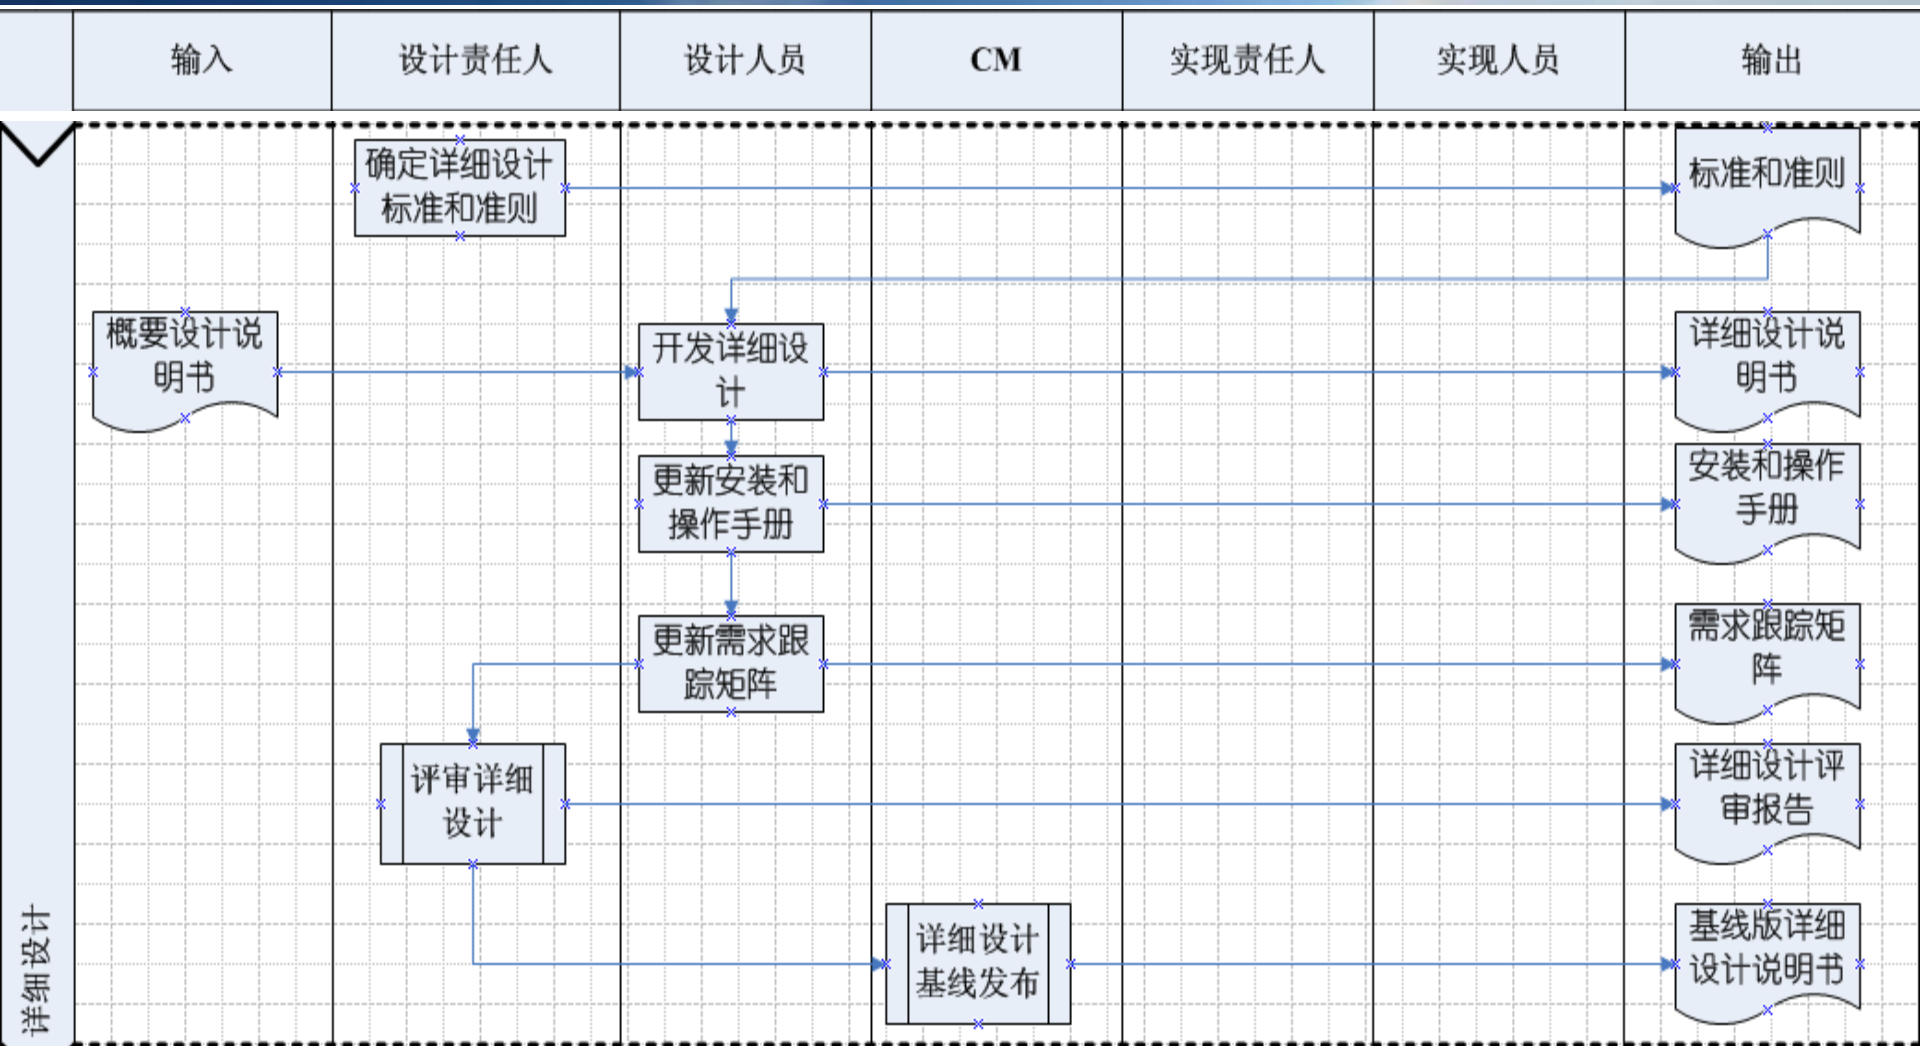 输入
设计责任人
设计人员
CM
实现责任人
实现人员
输出
确定详细设计
标准和准则
标准和准则
概要设计说
明书
开发详细设
计
详细设计说
明书
更新安装和
操作手册
安装和操作
手册
更新需求跟
踪矩阵
需求跟踪矩
阵
评审详细
设计
详细设计评
审报告
详细设计
基线发布
基线版详细
设计说明书
详细设计